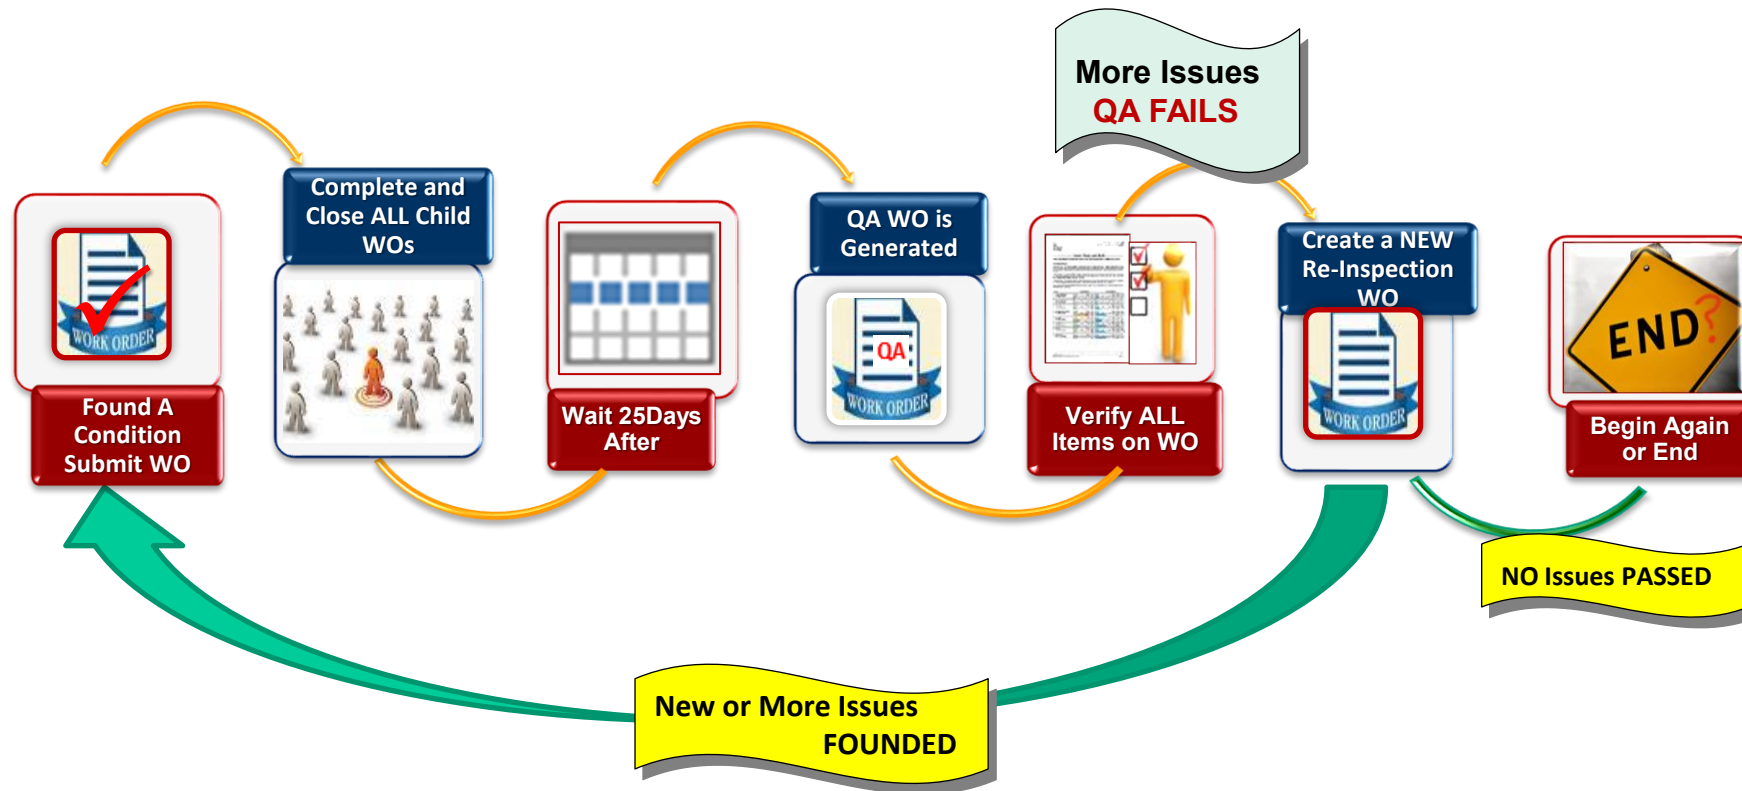 More Issues
QA FAILS
WORK ORDER
Found A
Condition
Submit WO
Complete and
Close ALL Child
WOs
Wait 25Days
After
QA WO is
Generated
QA
WORK ORDER
Verify ALL
Items on WO
Create a NEW
Re-Inspection
WO
WORK ORDER
END?
Begin Again
or End
NO Issues PASSED
New or More Issues
FOUNDED